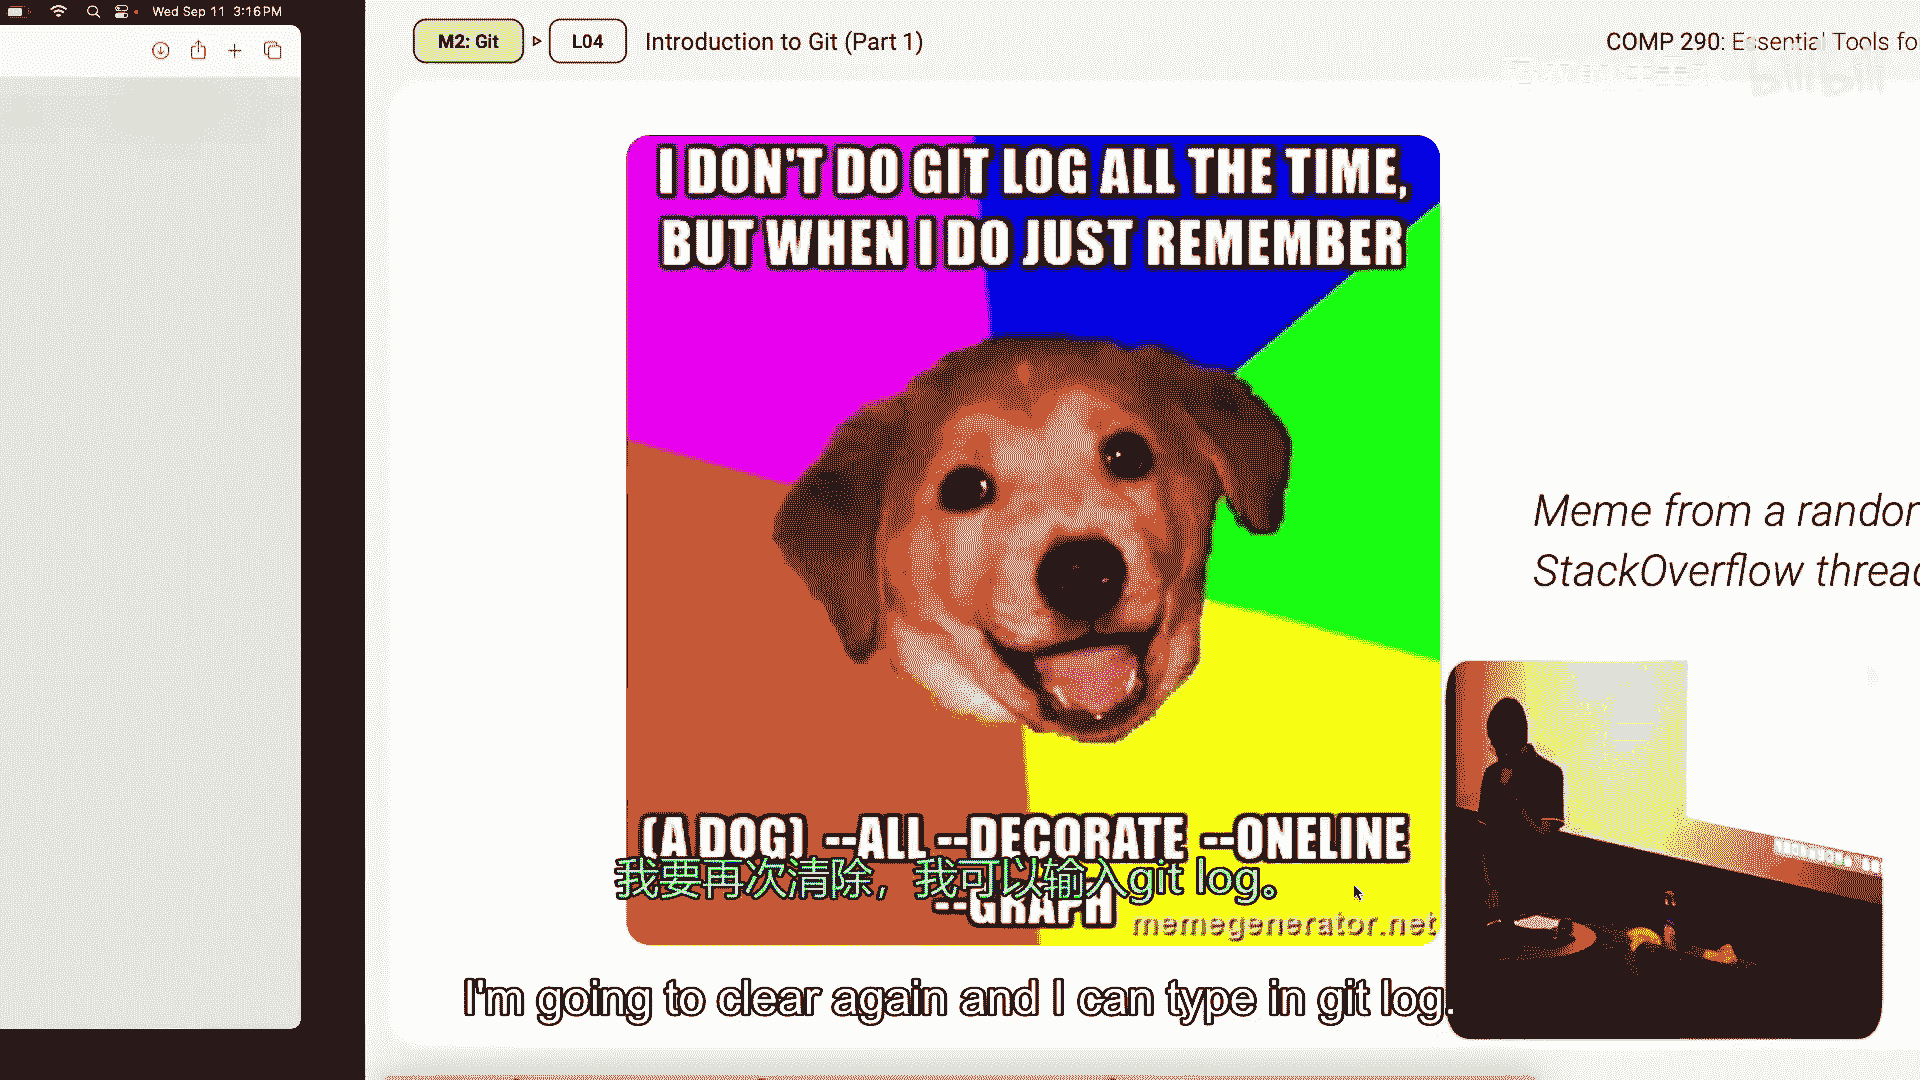 Wed Sep 11 3:16 PM
M2: Git
L04
Introduction to Git (Part 1)
COMP 290: Essential Tools fo
bilibili
I DON'T DO GIT LOG ALL THE TIME,
BUT WHEN I DO JUST REMEMBER
Meme from a random
StackOverflow thread
(A DOG) --ALL --DECORATE --ONELINE
我要再次清除，我可以输入git log。
--GRAPH
memegenerator.net
I'm going to clear again and I can type in git log.